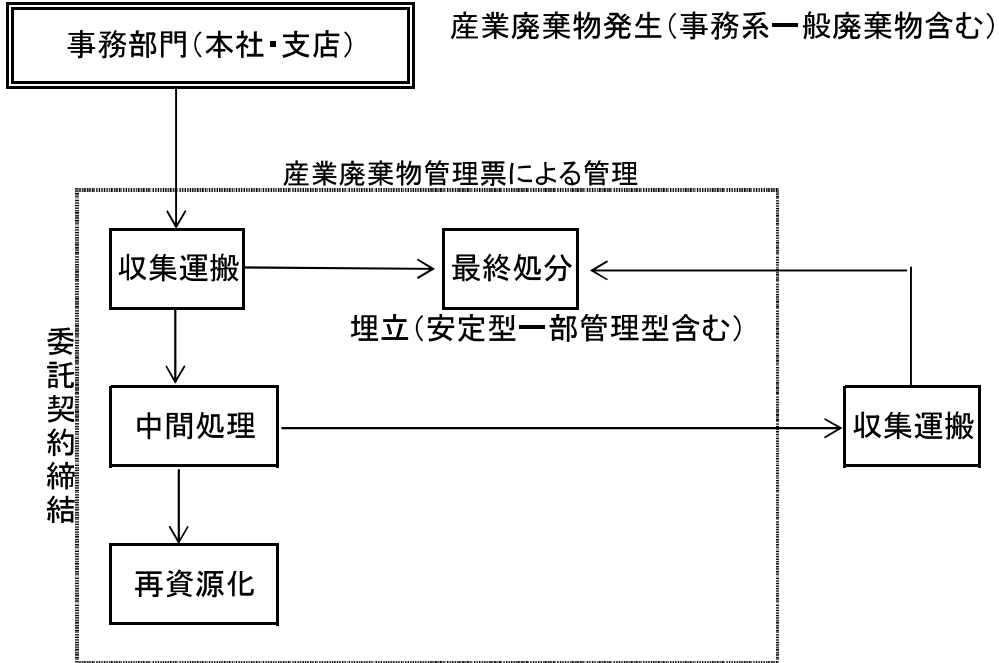 事務部門（本社・支店）
産業廃棄物発生（事務系一般廃棄物含む）
産業廃棄物管理票による管理
収集運搬
最終処分
埋立（安定型一部管理型含む）
委託契約締結
中間処理
収集運搬
再資源化